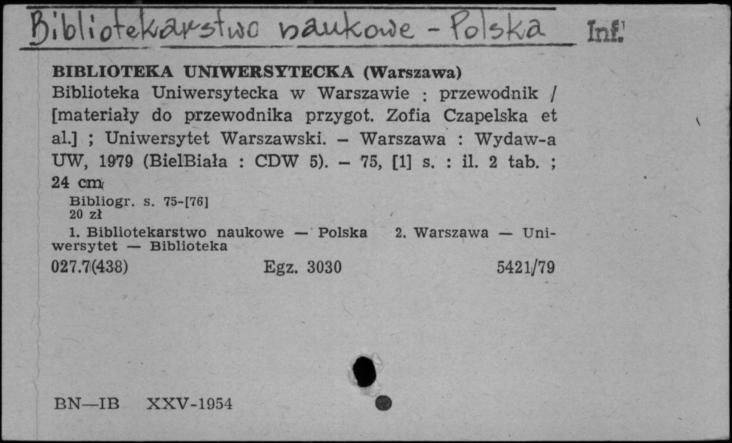 Bibliotekarstwo naukowe - Polska Inf.
BIBLIOTEKA UNIWERSYTECKA (Warszawa)
Biblioteka Uniwersytecka w Warszawie : przewodnik /
[materiały do przewodnika przygot. Zofia Czapelska et
al.] ; Uniwersytet Warszawski. — Warszawa : Wydaw-a
UW, 1979 (BielBiała : CDW 5). — 75, [1] s. : il. 2 tab. ;
24 cm
Bibliogr. s. 75-[76]
20 zł
1. Bibliotekarstwo naukowe — Polska 2. Warszawa — Uni-
wersytet — Biblioteka
027.7(438) Egz. 3030 5421/79
BN—IB XXV-1954